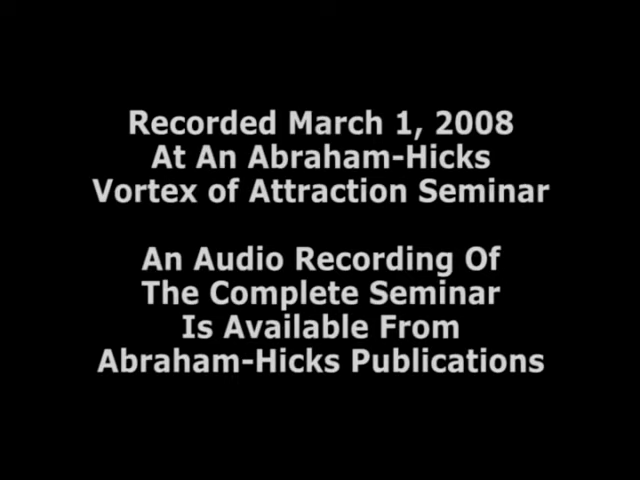 Recorded March 1, 2008
At An Abraham-Hicks
Vortex of Attraction Seminar
An Audio Recording Of
The Complete Seminar
Is Available From
Abraham-Hicks Publications